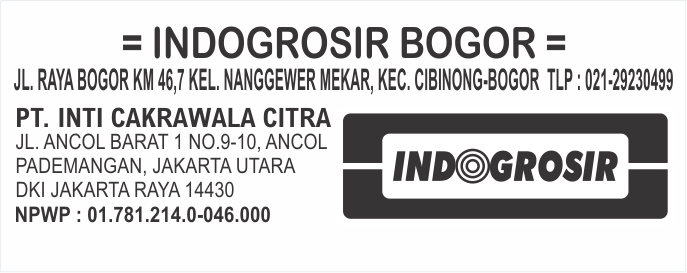 = INDOGROSIR BOGOR =
JL. RAYA BOGOR KM 46,7 KEL. NANGGEWER MEKAR, KEC. CIBINONG-BOGOR TLP : 021-29230499
PT. INTI CAKRAWALA CITRA
JL. ANCOL BARAT 1 NO.9-10, ANCOL
PADEMANGAN, JAKARTA UTARA
DKI JAKARTA RAYA 14430
NPWP : 01.781.214.0-046.000
INDOGROSIR